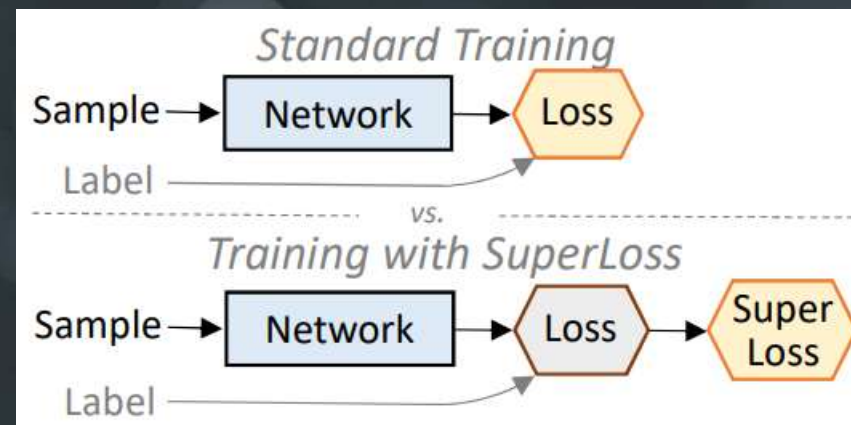 Standard Training
Sample Network Loss
Label
vs.
Training with SuperLoss
Sample Network Loss Super Loss
Label